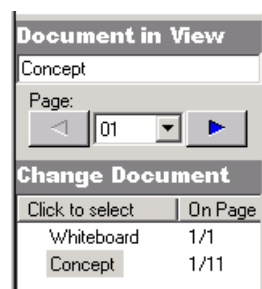 Document in View
Concept
Page:
01
Change Document
Click to select On Page
Whiteboard 1/1
Concept 1/11